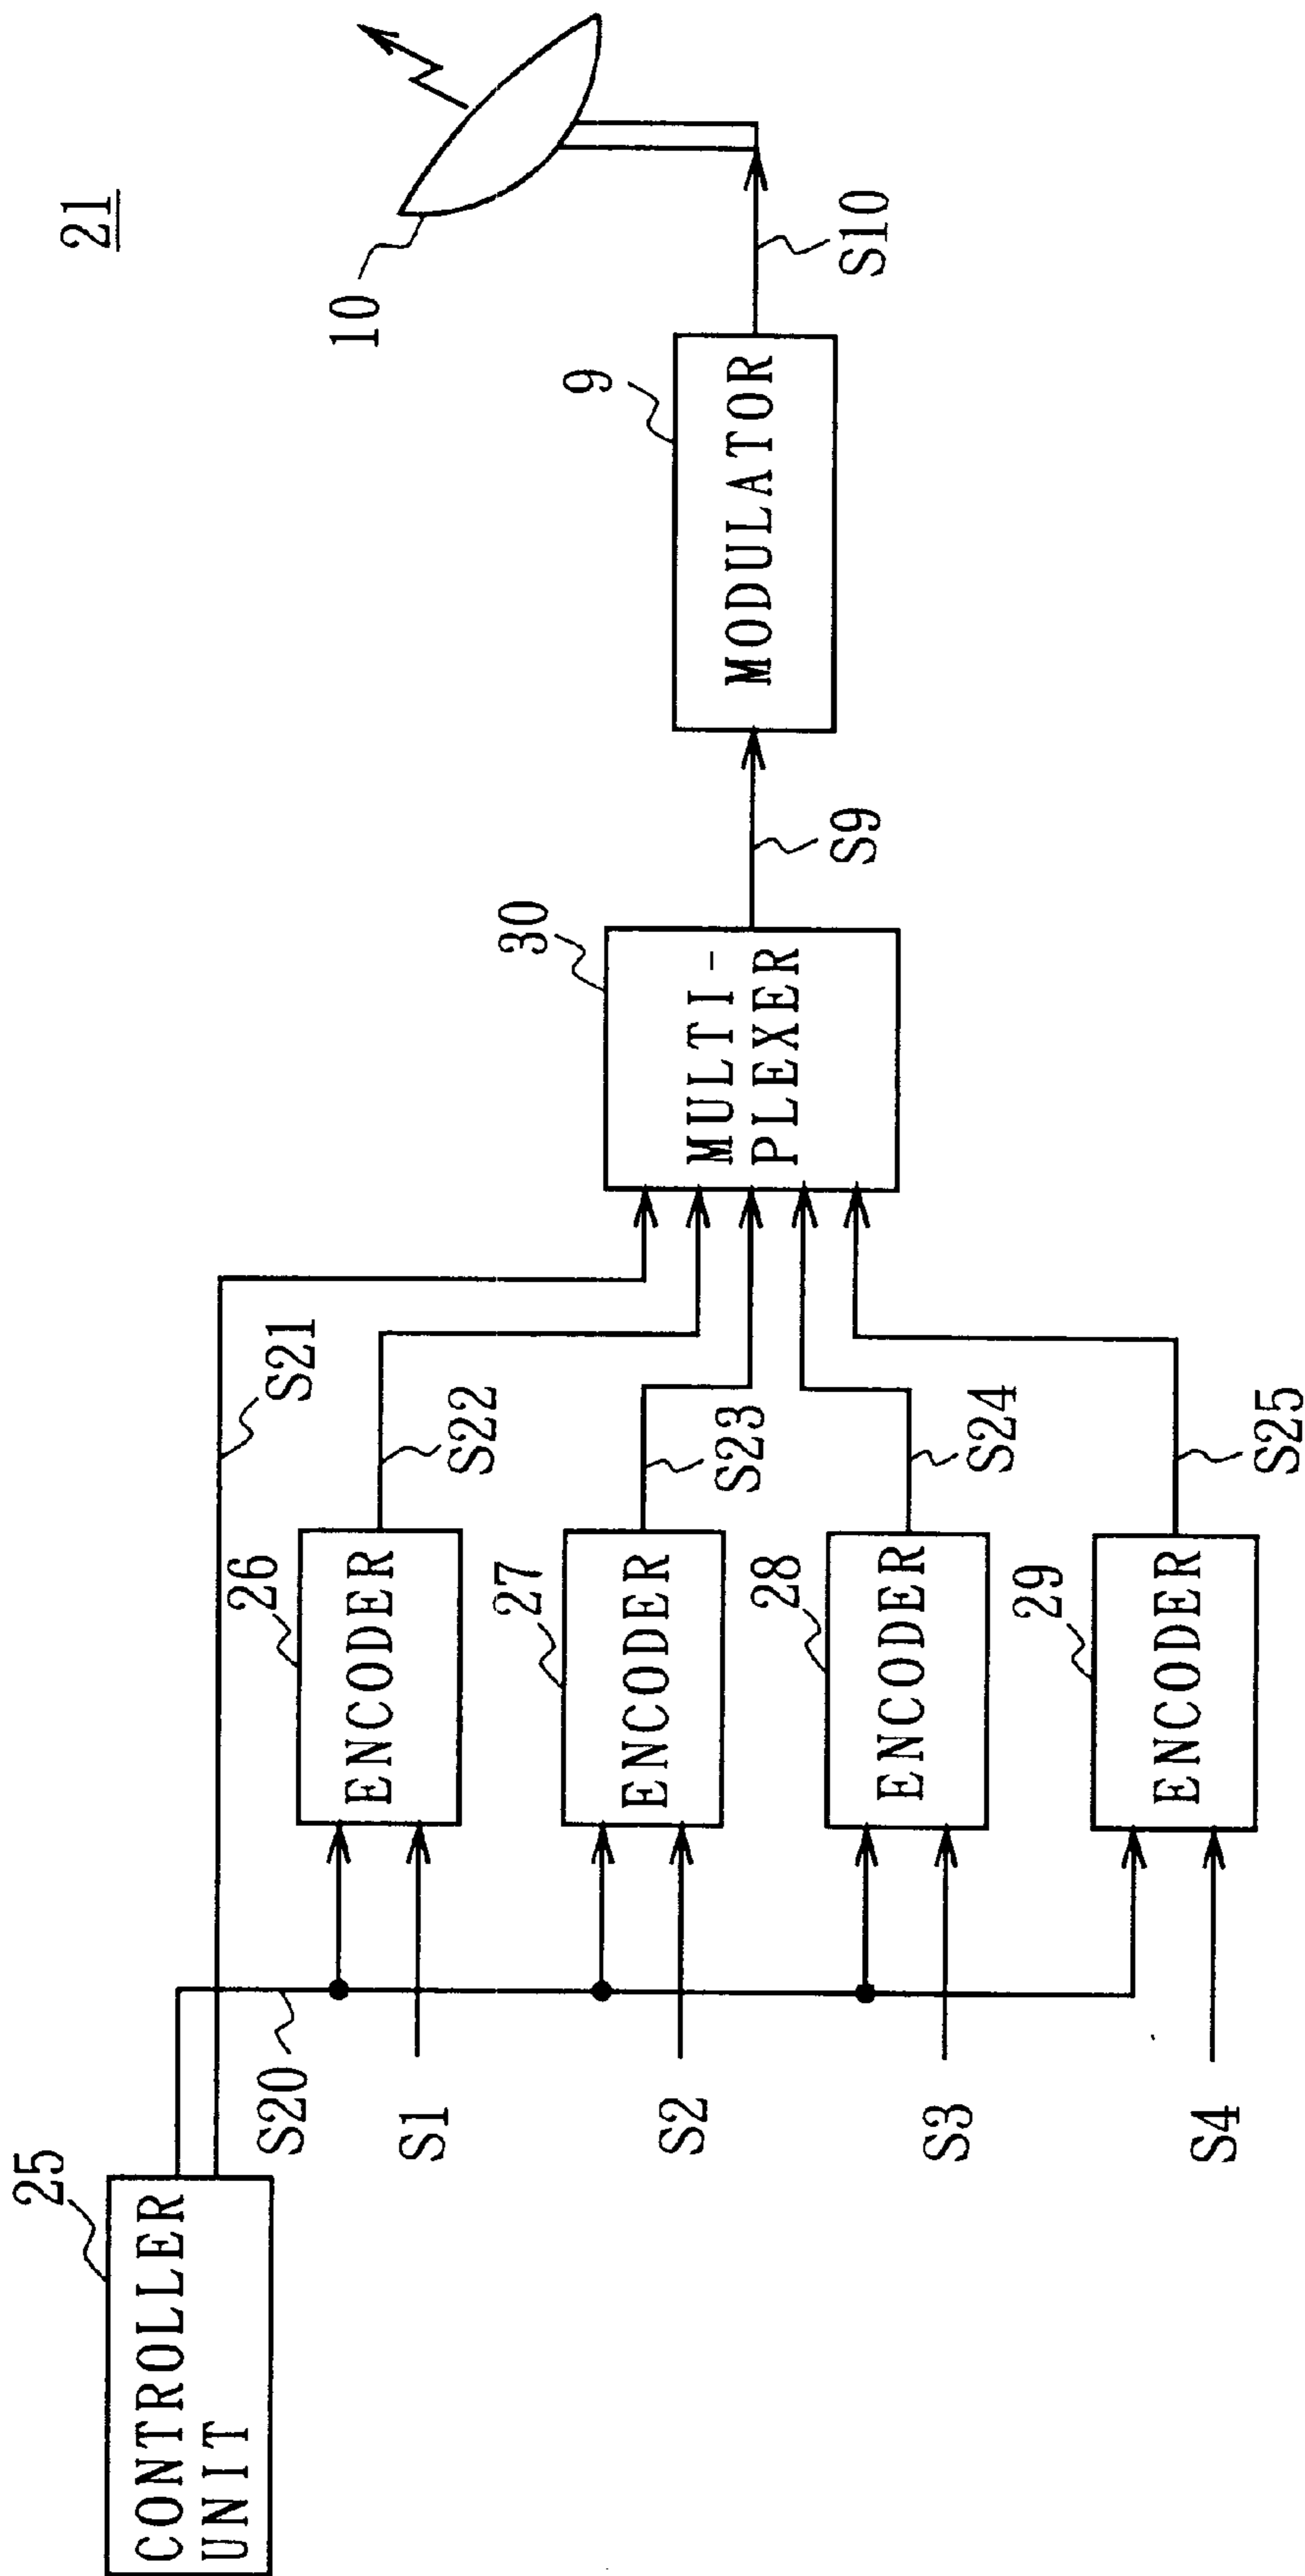 21
25
CONTROLLER
UNIT
S20
S21
S1
S2
S3
S4
26
ENCODER
27
ENCODER
28
ENCODER
29
ENCODER
S22
S23
S24
S25
30
MULTI-
PLEXER
S9
9
MODULATOR
S10
10